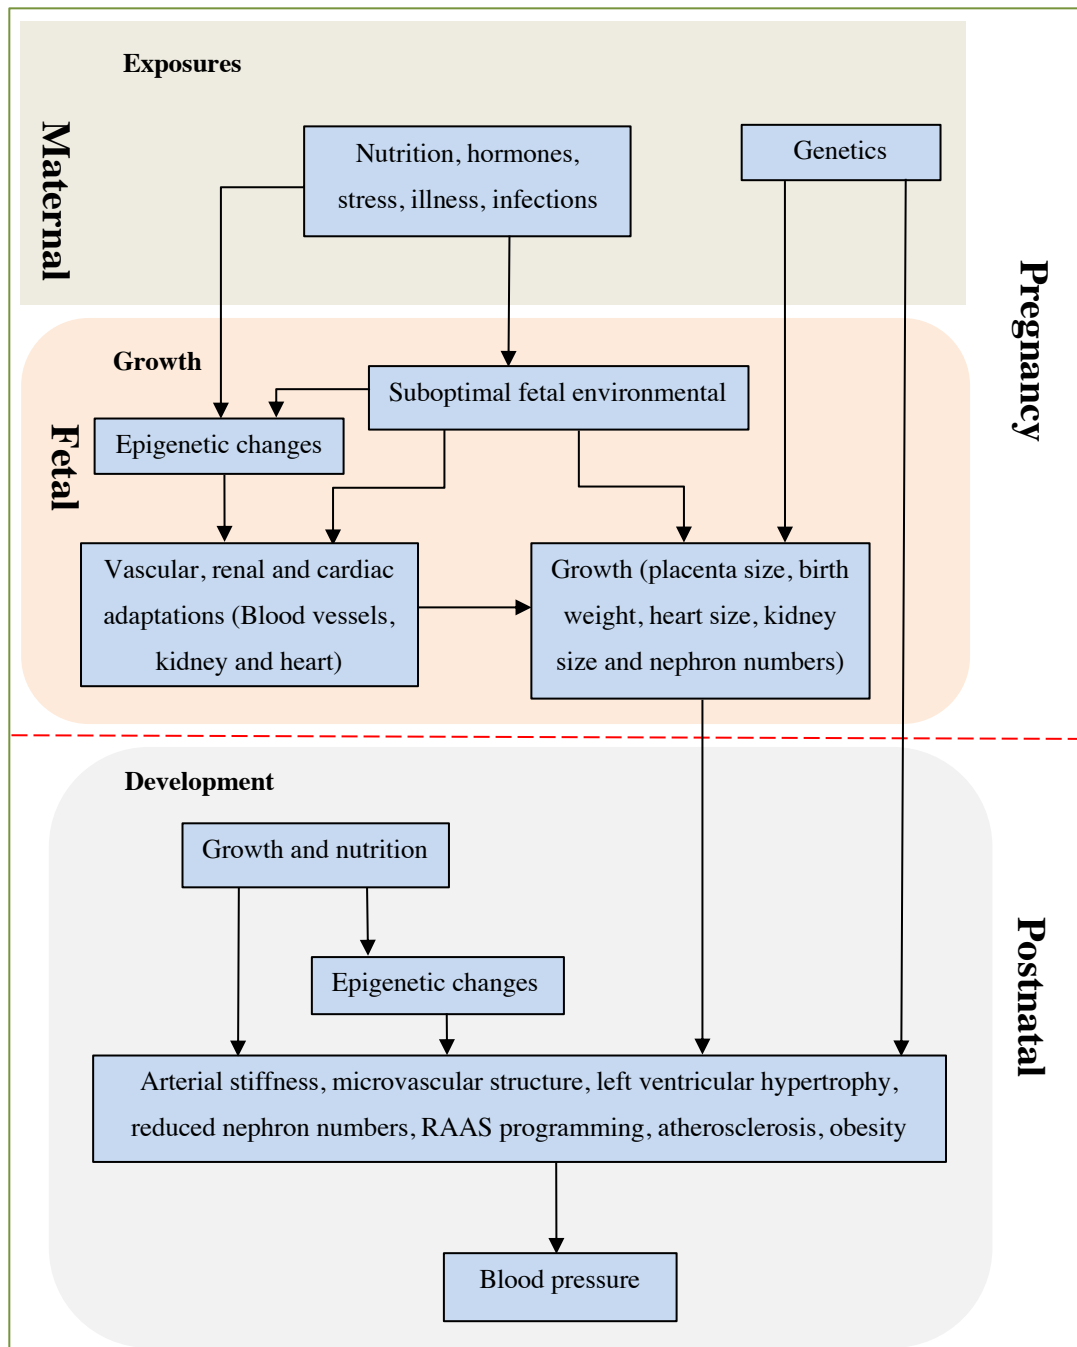 Exposures
Maternal
Nutrition, hormones,
stress, illness, infections
Genetics
Pregnancy
Growth
Fetal
Suboptimal fetal environmental
Epigenetic changes
Vascular, renal and cardiac
adaptations (Blood vessels,
kidney and heart)
Growth (placenta size, birth
weight, heart size, kidney
size and nephron numbers)
Development
Postnatal
Growth and nutrition
Epigenetic changes
Arterial stiffness, microvascular structure, left ventricular hypertrophy,
reduced nephron numbers, RAAS programming, atherosclerosis, obesity
Blood pressure